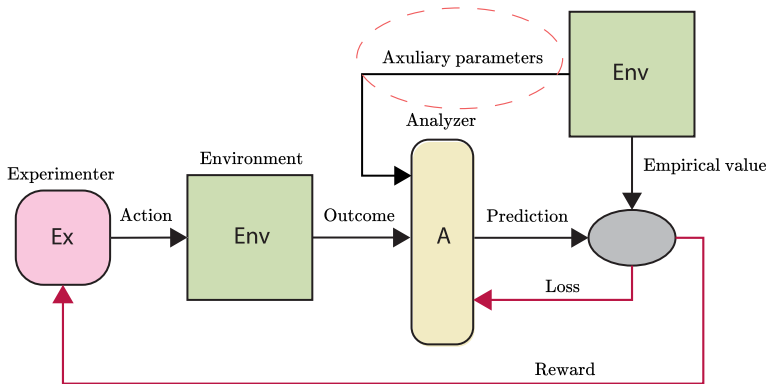 Axuliary parameters
Env
Analyzer
Environment
Empirical value
Experimenter
Action
Outcome
Prediction
Ex
Env
A
Loss
Reward